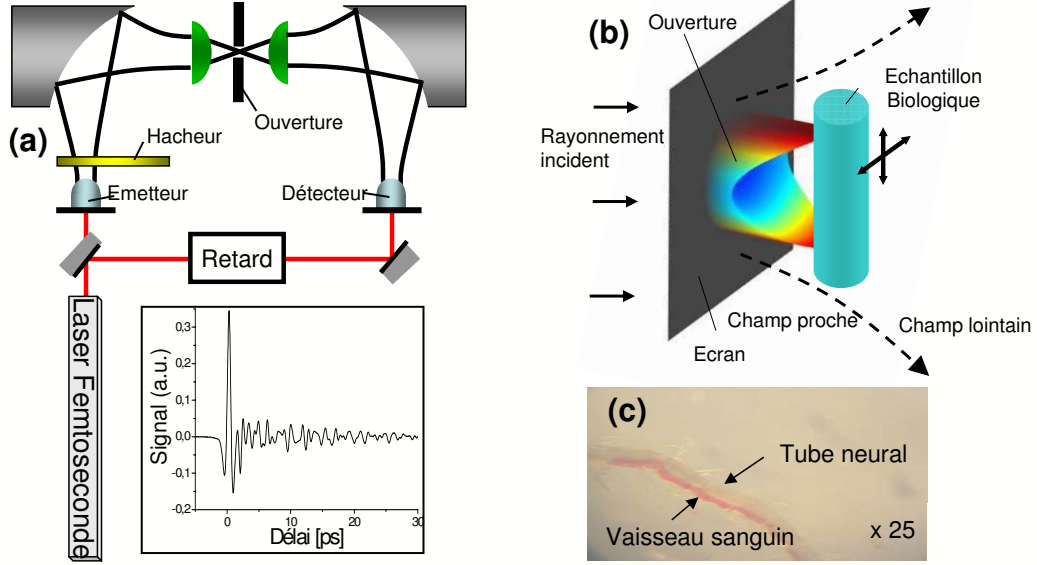 (a)
Hacheur
Ouverture
Emetteur
Détecteur
Retard
Laser Femtoseconde
Signal (a.u.)
0,3
0,2
0,1
0,0
-0,1
-0,2
0
10
20
30
Délai [ps]
(b)
Ouverture
Echantillon
Biologique
Rayonnement
incident
Champ proche
Champ lointain
Ecran
(c)
Tube neural
Vaisseau sanguin
x 25